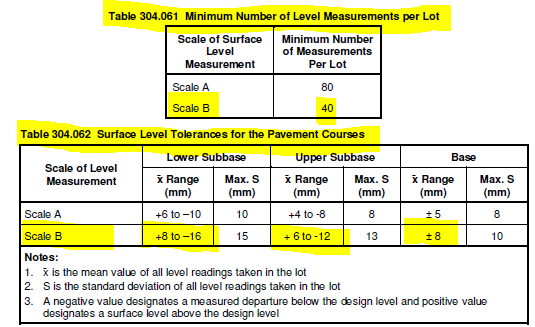 Table 304.061 Minimum Number of Level Measurements per Lot
Scale of Surface Level Measurement Minimum Number of Measurements Per Lot
Scale A 80
Scale B 40
Table 304.062 Surface Level Tolerances for the Pavement Courses
Scale of Level Measurement Lower Subbase Upper Subbase Base
x̄ Range (mm) Max. S (mm) x̄ Range (mm) Max. S (mm) x̄ Range (mm) Max. S (mm)
Scale A +6 to –10 10 +4 to -8 8 ± 5 8
Scale B +8 to –16 15 + 6 to -12 13 ± 8 10
Notes:
1. x̄ is the mean value of all level readings taken in the lot
2. S is the standard deviation of all level readings taken in the lot
3. A negative value designates a measured departure below the design level and positive value
designates a surface level above the design level